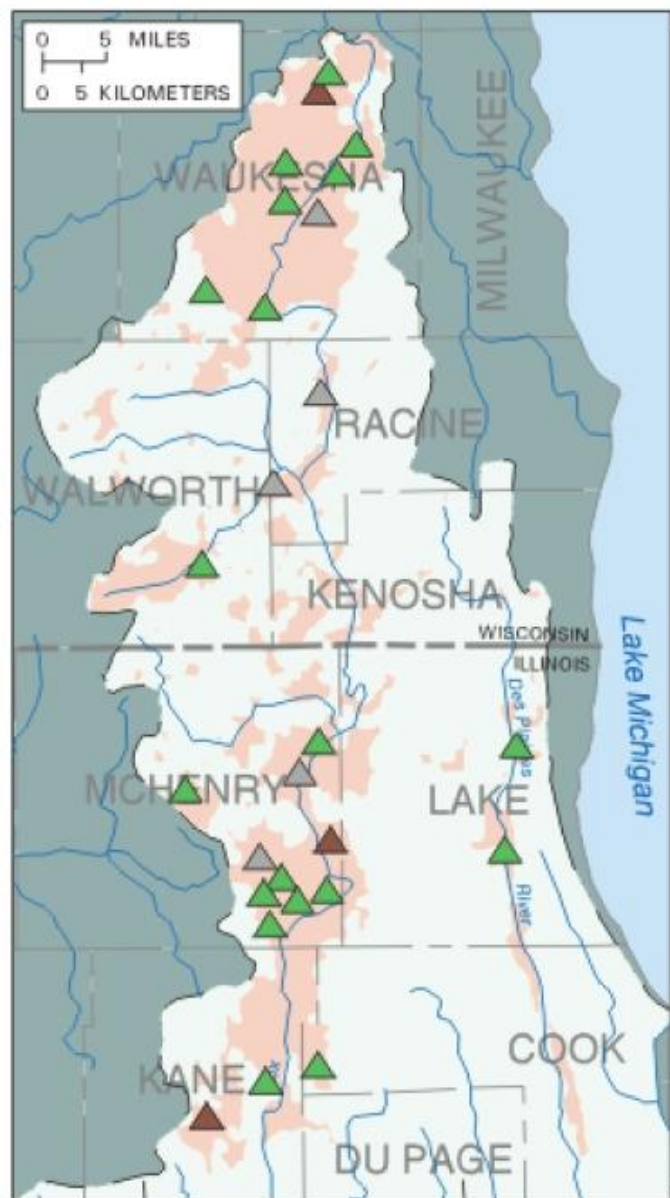 0 5 MILES
0 5 KILOMETERS
WAUKESHA
MILWAUKEE
RACINE
WALWORTH
KENOSHA
WISCONSIN
ILLINOIS
Lake Michigan
Des Plaines
MCHENRY
LAKE
River
COOK
KANE
DU PAGE